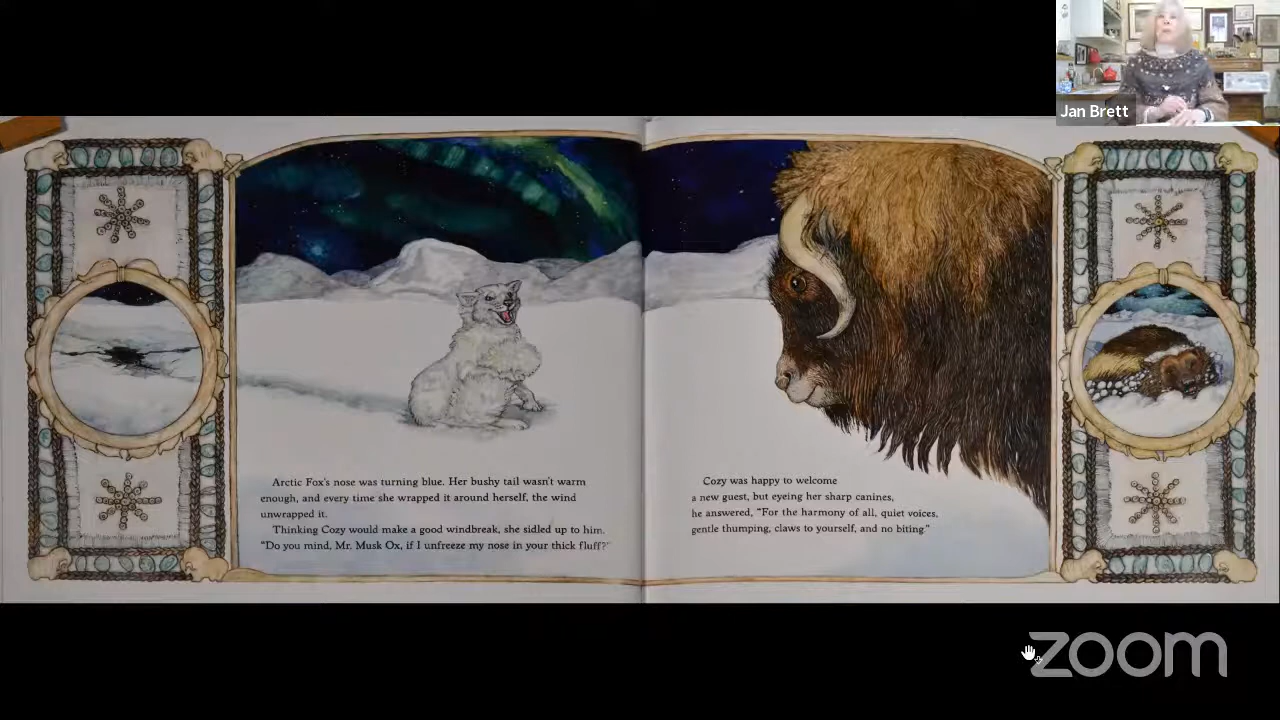 Jan Brett
Arctic Fox's nose was turning blue. Her bushy tail wasn't warm
enough, and every time she wrapped it around herself, the wind
unwrapped it.
Thinking Cozy would make a good windbreak, she sidled up to him.
"Do you mind, Mr. Musk Ox, if I unfreeze my nose in your thick fluff?"
Cozy was happy to welcome
a new guest, but eyeing her sharp canines,
he answered, "For the harmony of all, quiet voices,
gentle thumping, claws to yourself, and no biting."
zoom